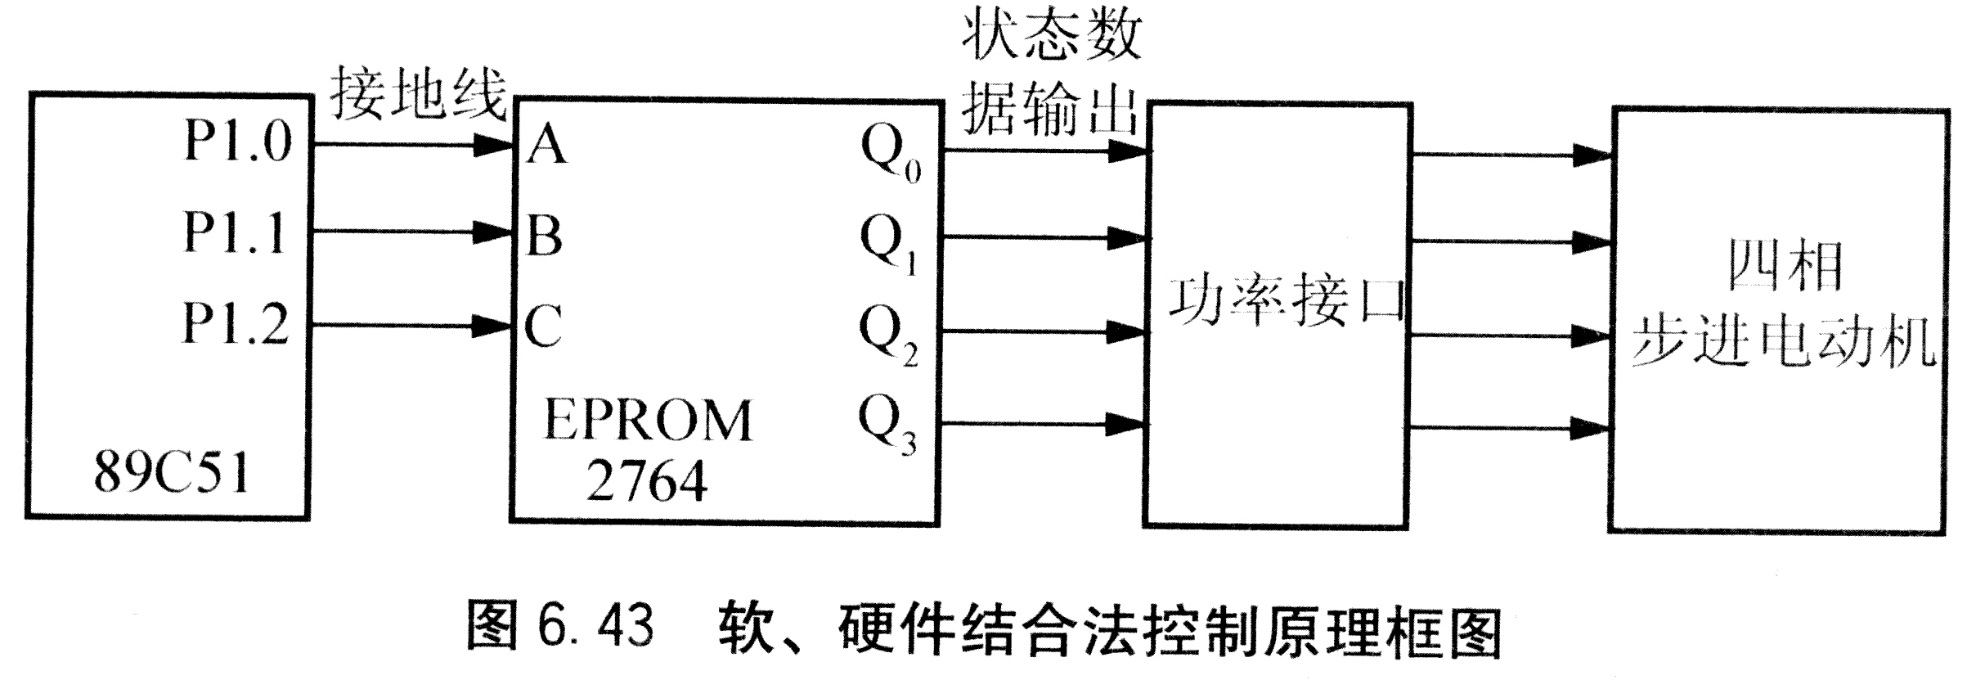 接地线
P1.0
P1.1
P1.2
89C51
A
B
C
Q0
Q1
Q2
Q3
EPROM
2764
状态数
据输出
功率接口
四相
步进电动机
图 6.43 软、硬件结合法控制原理框图